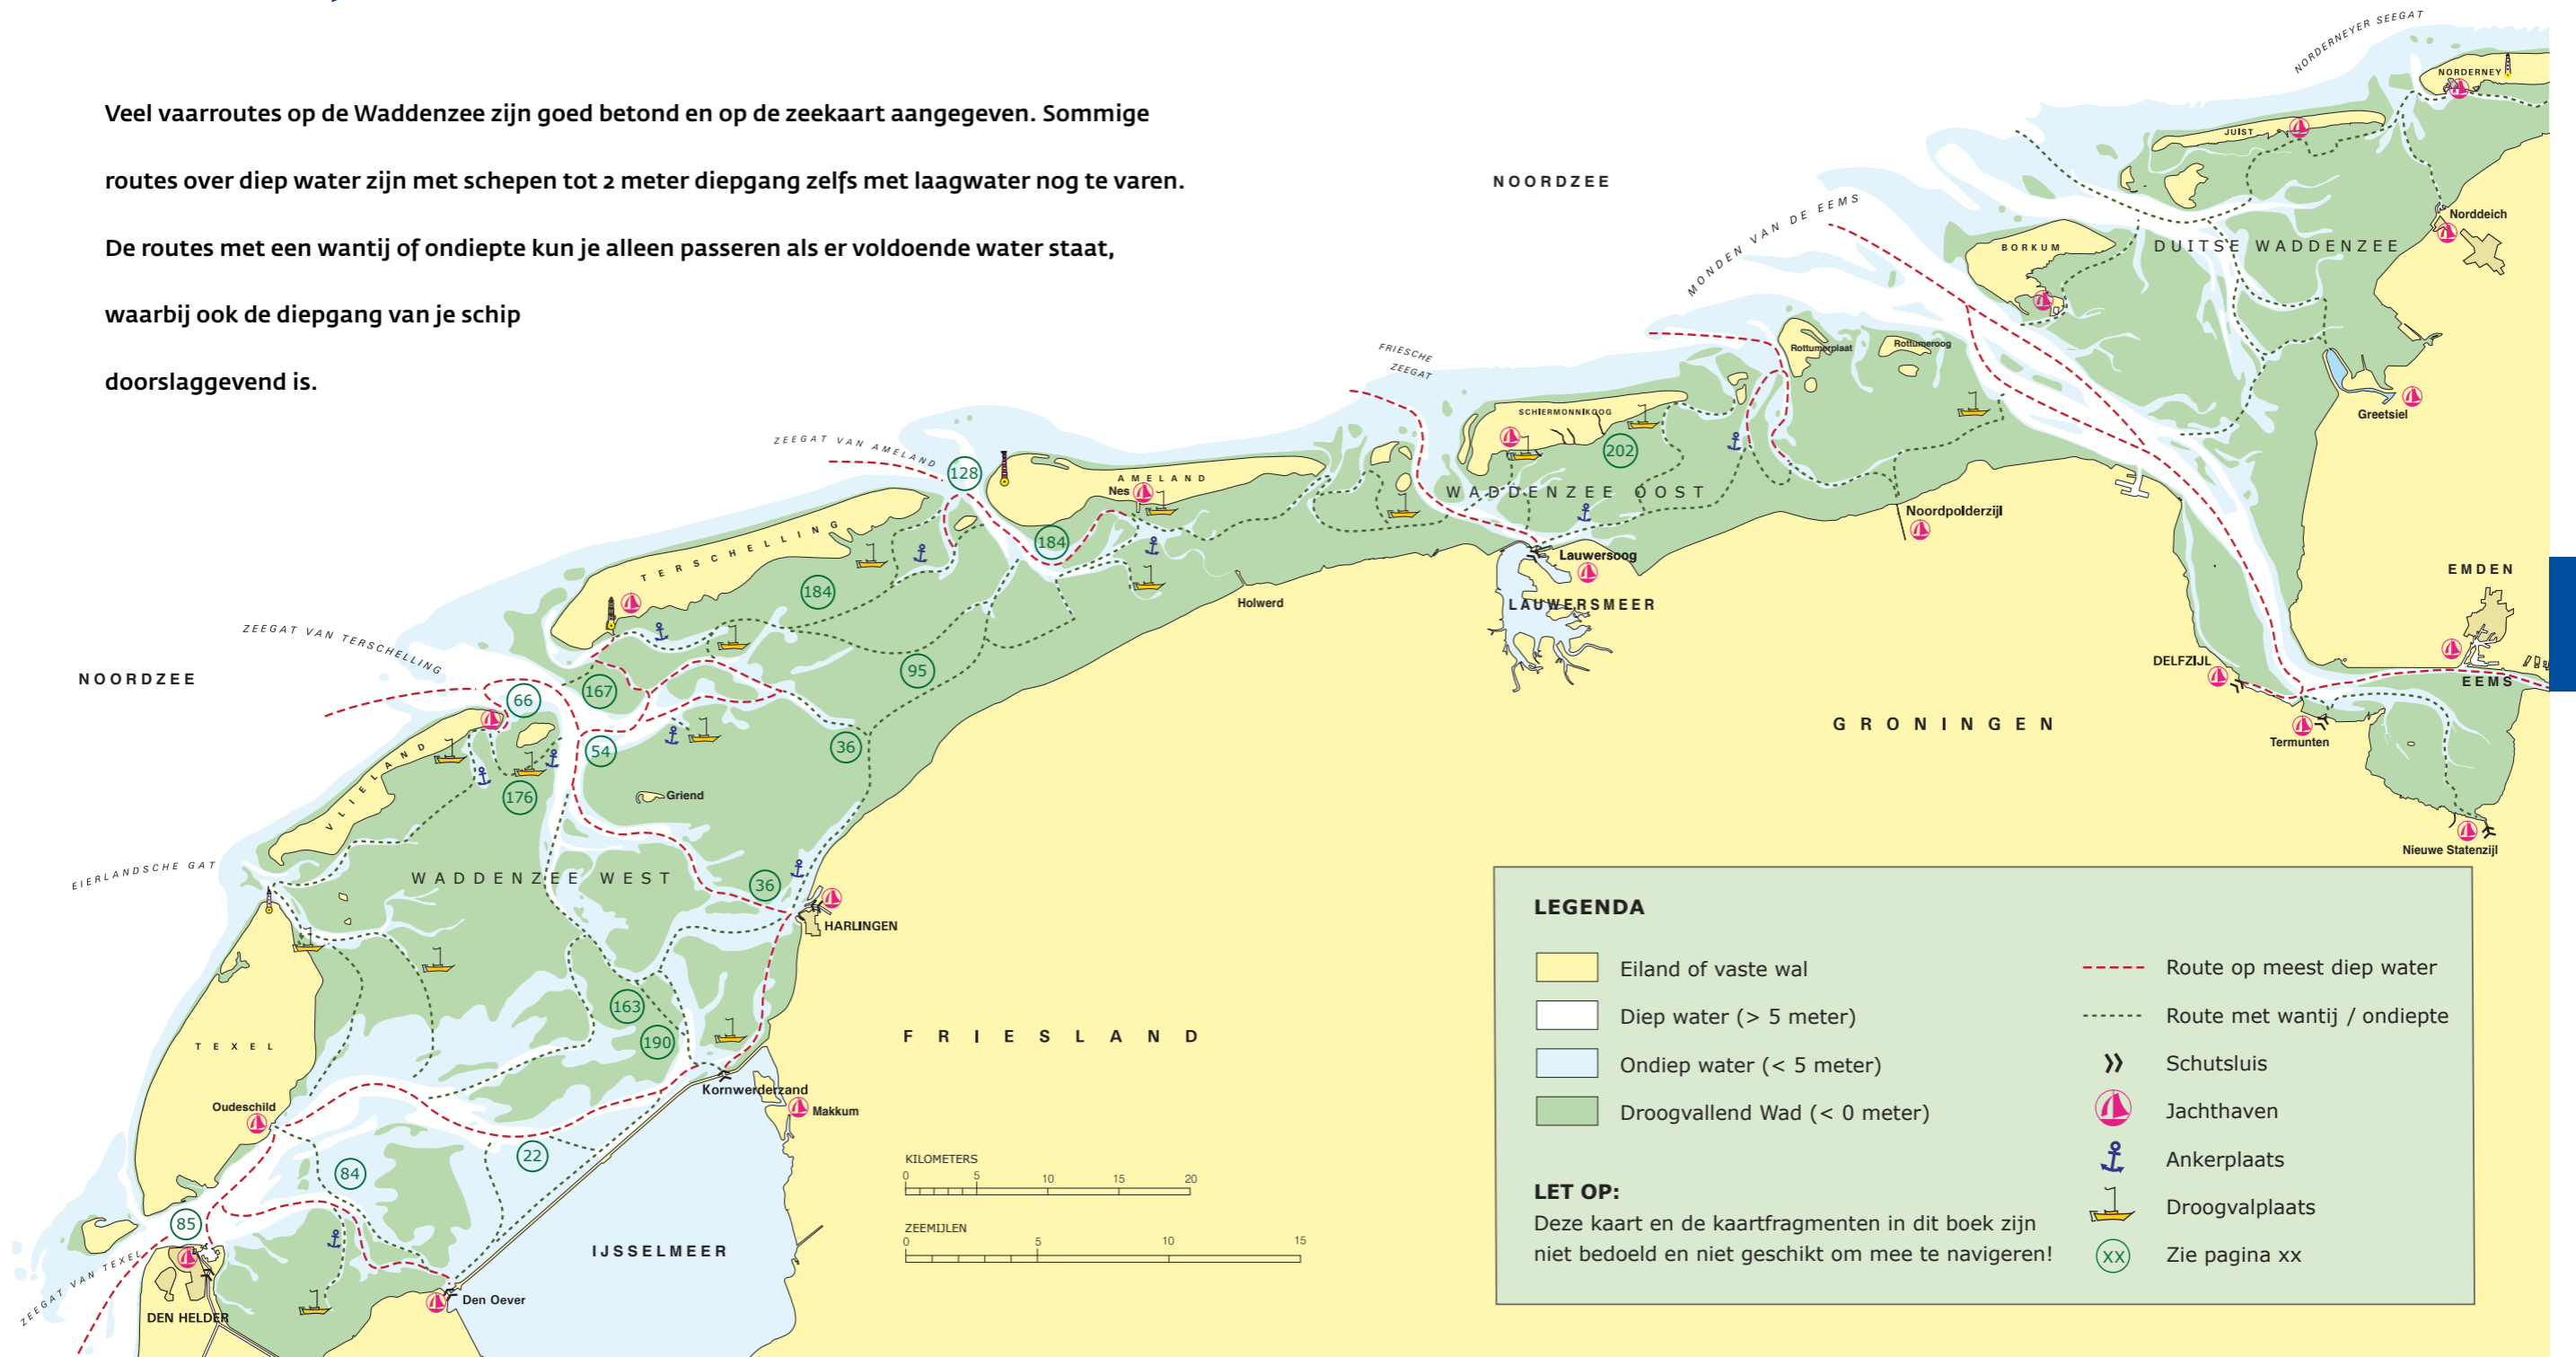 Veel vaarroutes op de Waddenzee zijn goed betond en op de zeekaart aangegeven. Sommige
routes over diep water zijn met schepen tot 2 meter diepgang zelfs met laagwater nog te varen.
De routes met een wantij of ondiepte kun je alleen passeren als er voldoende water staat,
waarbij ook de diepgang van je schip
doorslaggevend is.
NORDERNEYER SEEGAT
NORDERNEY
JUIST
NOORDZEE
MONDEN VAN DE EEMS
BORKUM
DUITSE WADDENZEE
Norddeich
Rottumerplaat
Rottumeroog
FRIESCHE
ZEEGAT
Greetsiel
SCHIERMONNIKOOG
202
ZEEGAT VAN AMELAND
128
AMELAND
Nes
WADDENZEE OOST
Noordpolderzijl
TERSCHELLING
184
184
Lauwersoog
Holwerd
LAUWERSMEER
EMDEN
ZEEGAT VAN TERSCHELLING
NOORDZEE
95
DELFZIJL
EEMS
66
167
54
36
GRONINGEN
Termunten
VLIELAND
176
Griend
EIERLANDSCHE GAT
WADDENZEE WEST
36
HARLINGEN
Nieuwe Statenzijl
163
190
FRIESLAND
TEXEL
Kornwerderzand
Makkum
Oudeschild
22
84
85
KILOMETERS
0 5 10 15 20
ZEEMIJLEN
0 5 10 15
IJSSELMEER
ZEEGAT VAN TEXEL
DEN HELDER
Den Oever
LEGENDA
Eiland of vaste wal
Diep water (> 5 meter)
Ondiep water (< 5 meter)
Droogvallend Wad (< 0 meter)
LET OP:
Deze kaart en de kaartfragmenten in dit boek zijn
niet bedoeld en niet geschikt om mee te navigeren!
Route op meest diep water
Route met wantij / ondiepte
Schutsluis
Jachthaven
Ankerplaats
Droogvalplaats
xx Zie pagina xx